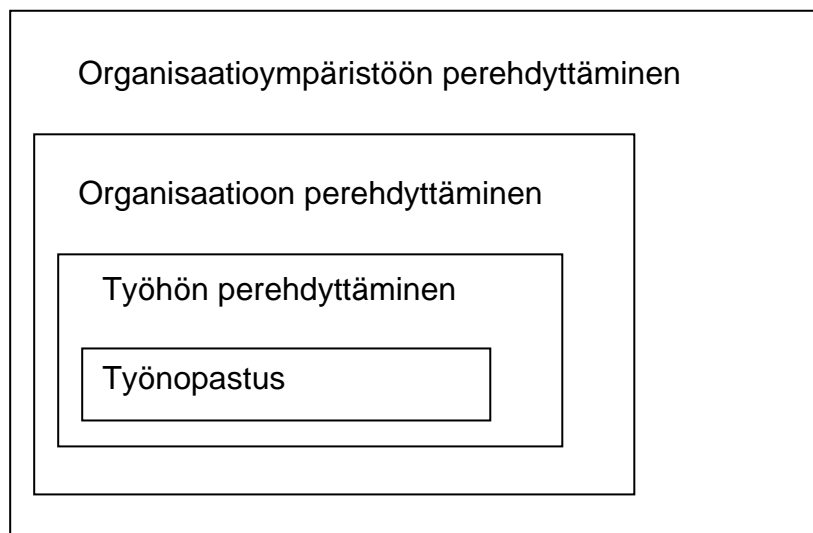 Organisaatioympäristöön perehdyttäminen
Organisaatioon perehdyttäminen
Työhön perehdyttäminen
Työnopastus